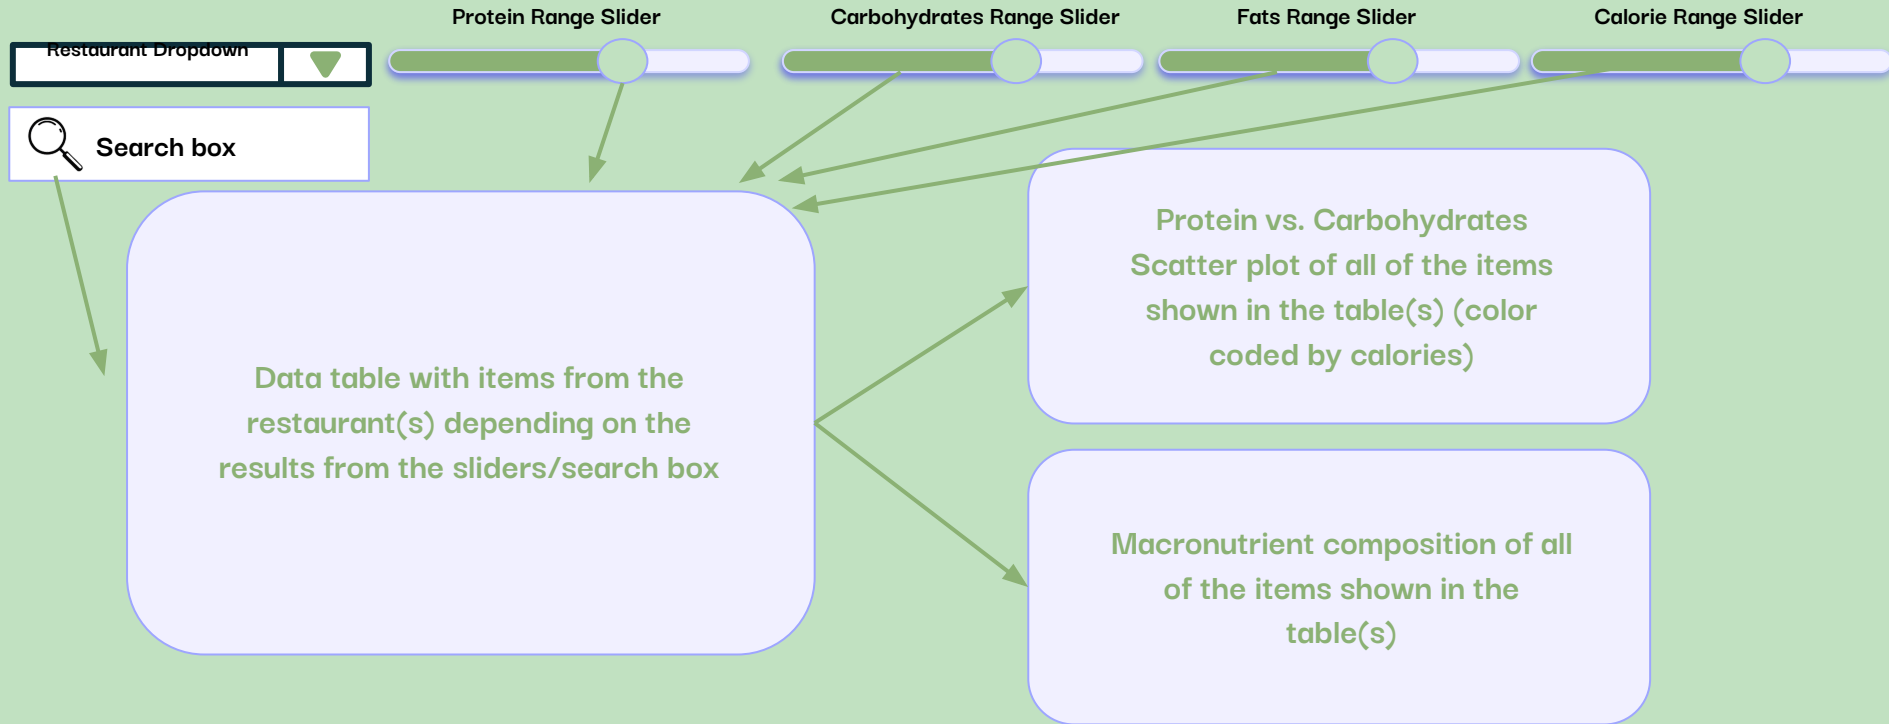 Protein Range Slider
Carbohydrates Range Slider
Fats Range Slider
Calorie Range Slider
Restaurant Dropdown
Search box
Data table with items from the
restaurant(s) depending on the
results from the sliders/search box
Protein vs. Carbohydrates
Scatter plot of all of the items
shown in the table(s) (color
coded by calories)
Macronutrient composition of all
of the items shown in the
table(s)